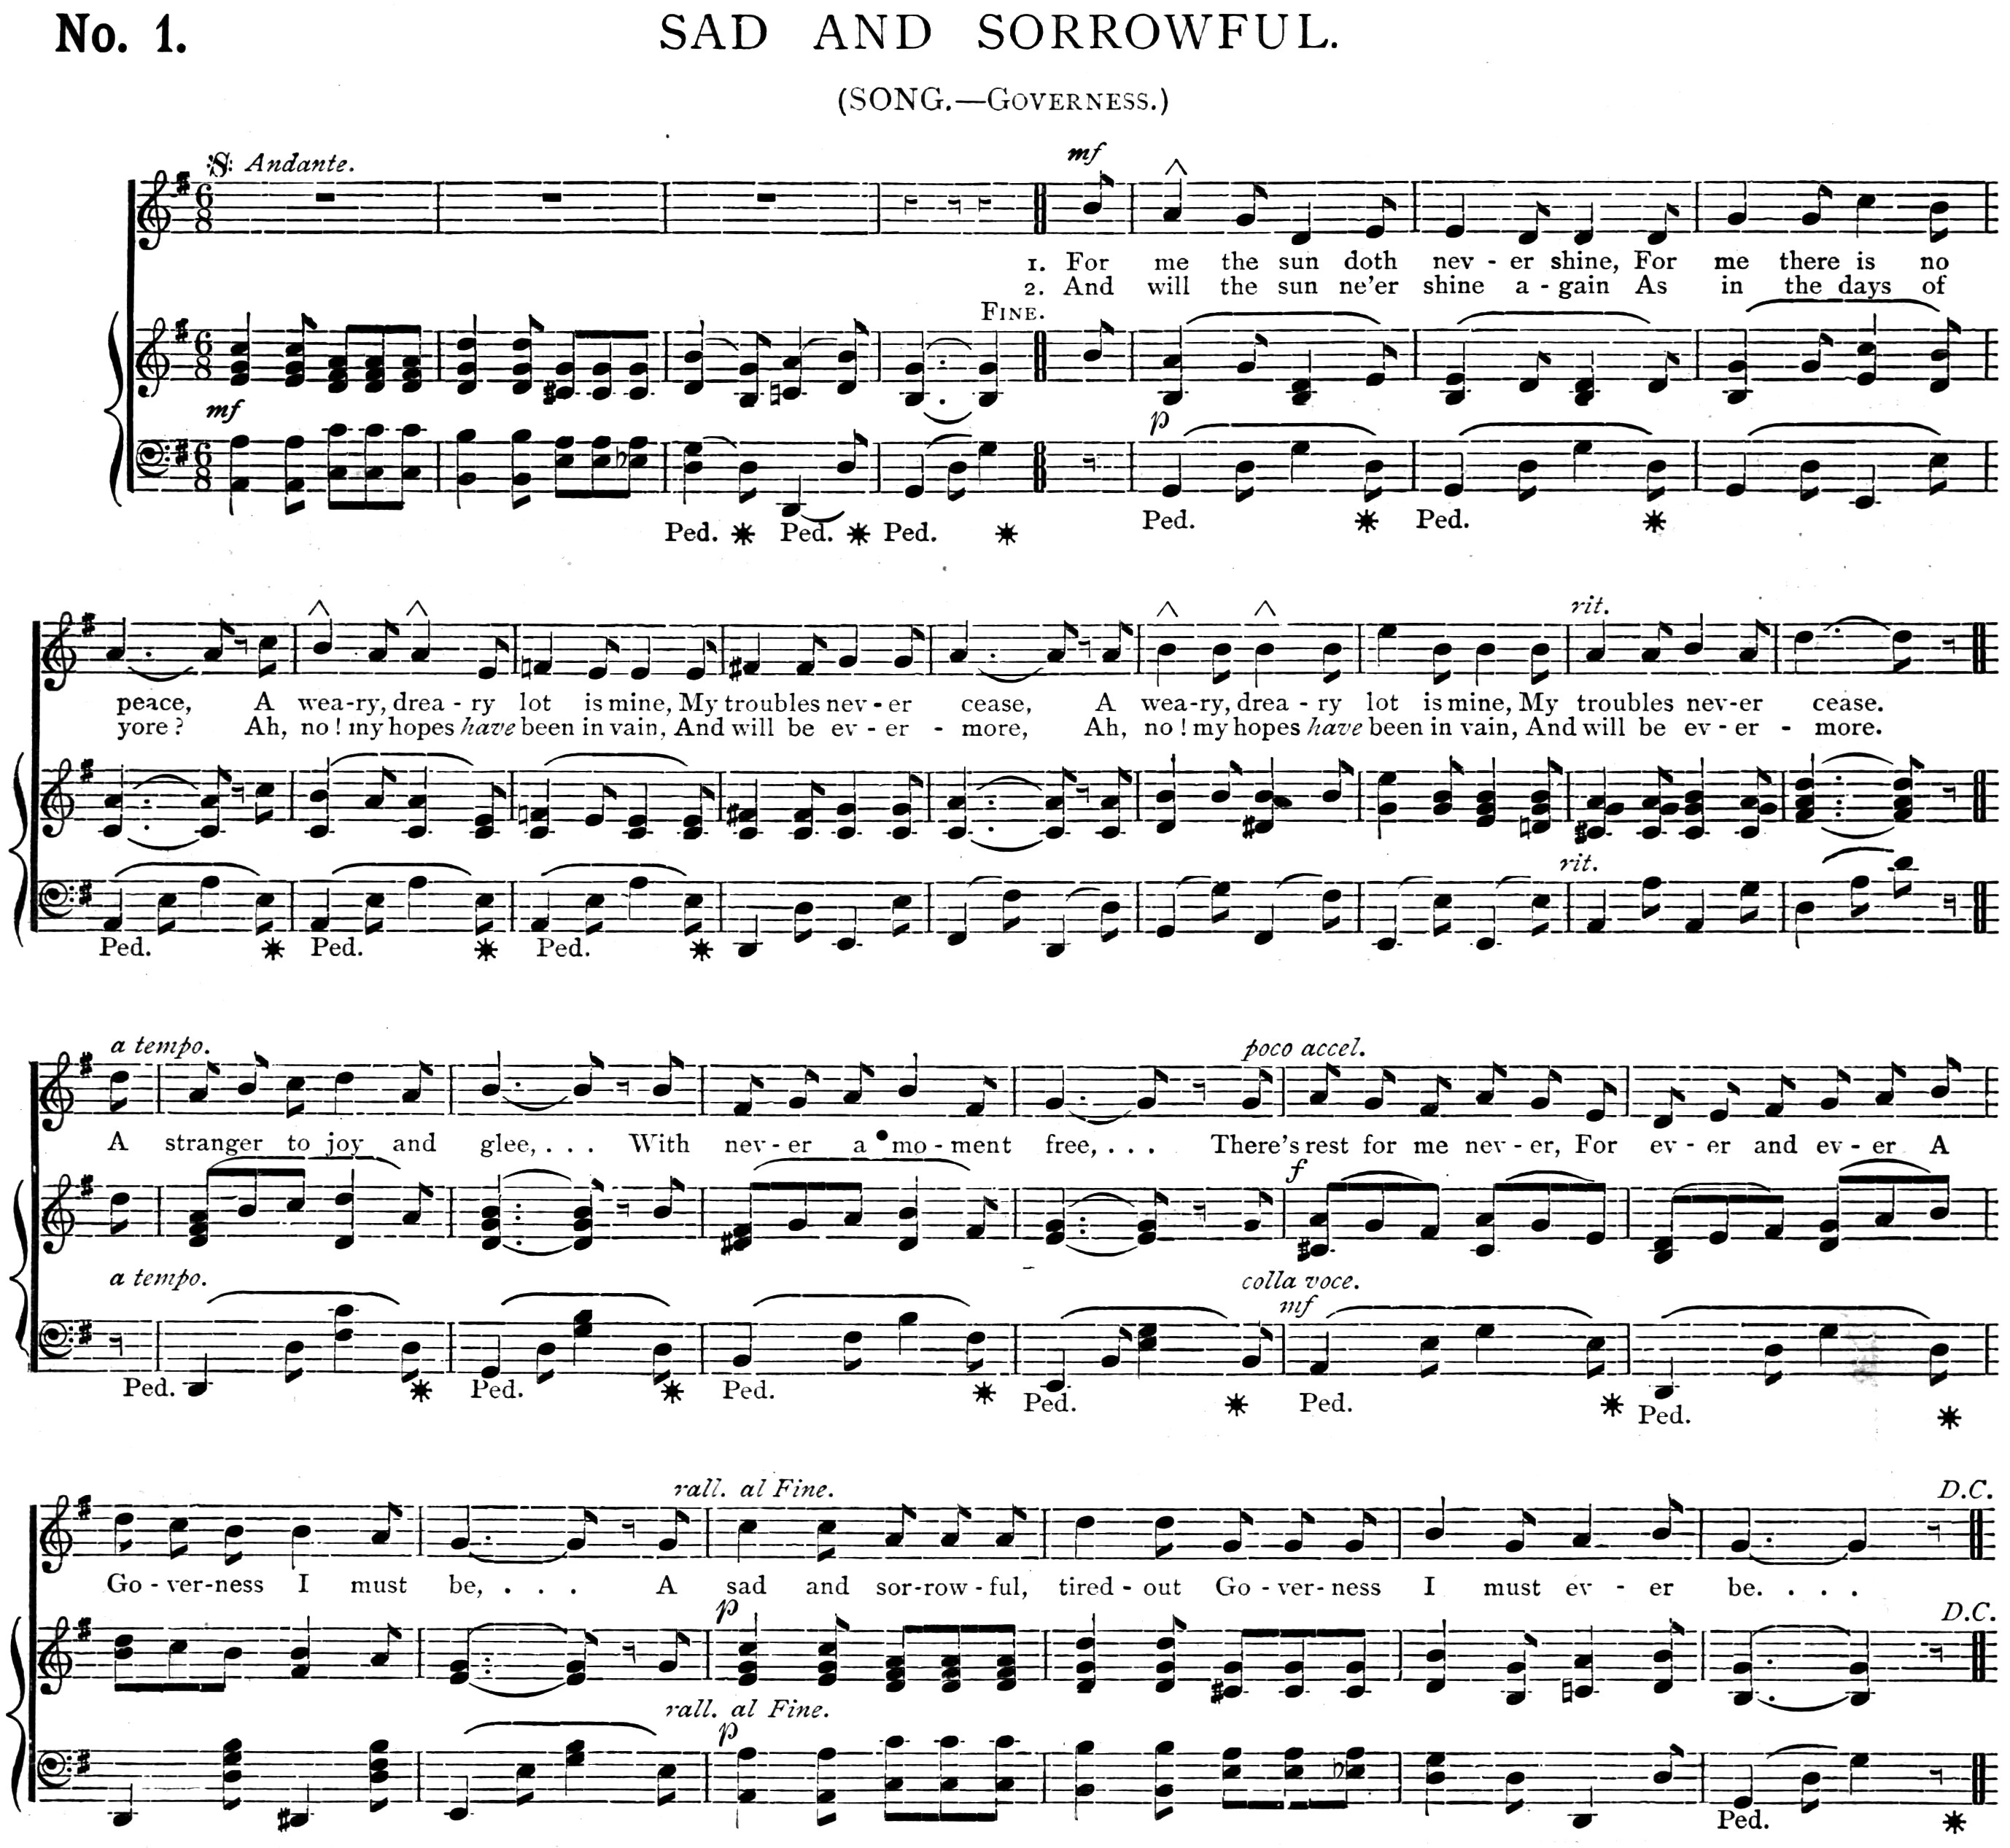 No. 1.
SAD AND SORROWFUL.
(SONG.—GOVERNESS.)
Andante.
mf
1. For me the sun doth nev - er shine, For me there is no
2. And will the sun ne'er shine a - gain As in the days of
FINE.
mf
p
Ped. Ped. Ped. Ped. Ped.
rit.
peace, A wea-ry, drea - ry lot is mine, My troubles nev - er cease, A wea-ry, drea - ry lot is mine, My troubles nev-er cease.
yore? Ah, no! my hopes have been in vain, And will be ev - er - more, Ah, no! my hopes have been in vain, And will be ev - er - more.
rit.
Ped. Ped. Ped.
a tempo. poco accel.
A stranger to joy and glee, . . . With nev - er a mo - ment free, . . . There's rest for me nev - er, For ev - er and ev - er A
f
a tempo. colla voce.
mf
Ped. Ped. Ped. Ped. Ped. Ped.
rall. al Fine. D.C.
Go - ver-ness I must be, . . . A sad and sor-row - ful, tired - out Go - ver- ness I must ev - er be. . . .
p D.C.
rall. al Fine.
p
Ped.